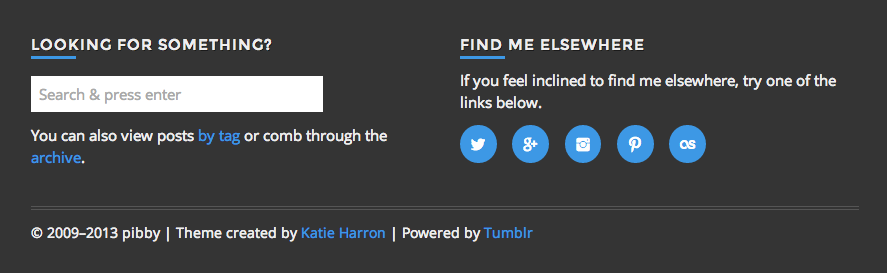 LOOKING FOR SOMETHING?
Search & press enter
You can also view posts by tag or comb through the
archive.
FIND ME ELSEWHERE
If you feel inclined to find me elsewhere, try one of the
links below.
g+
os
© 2009–2013 pibby | Theme created by Katie Harron | Powered by Tumblr